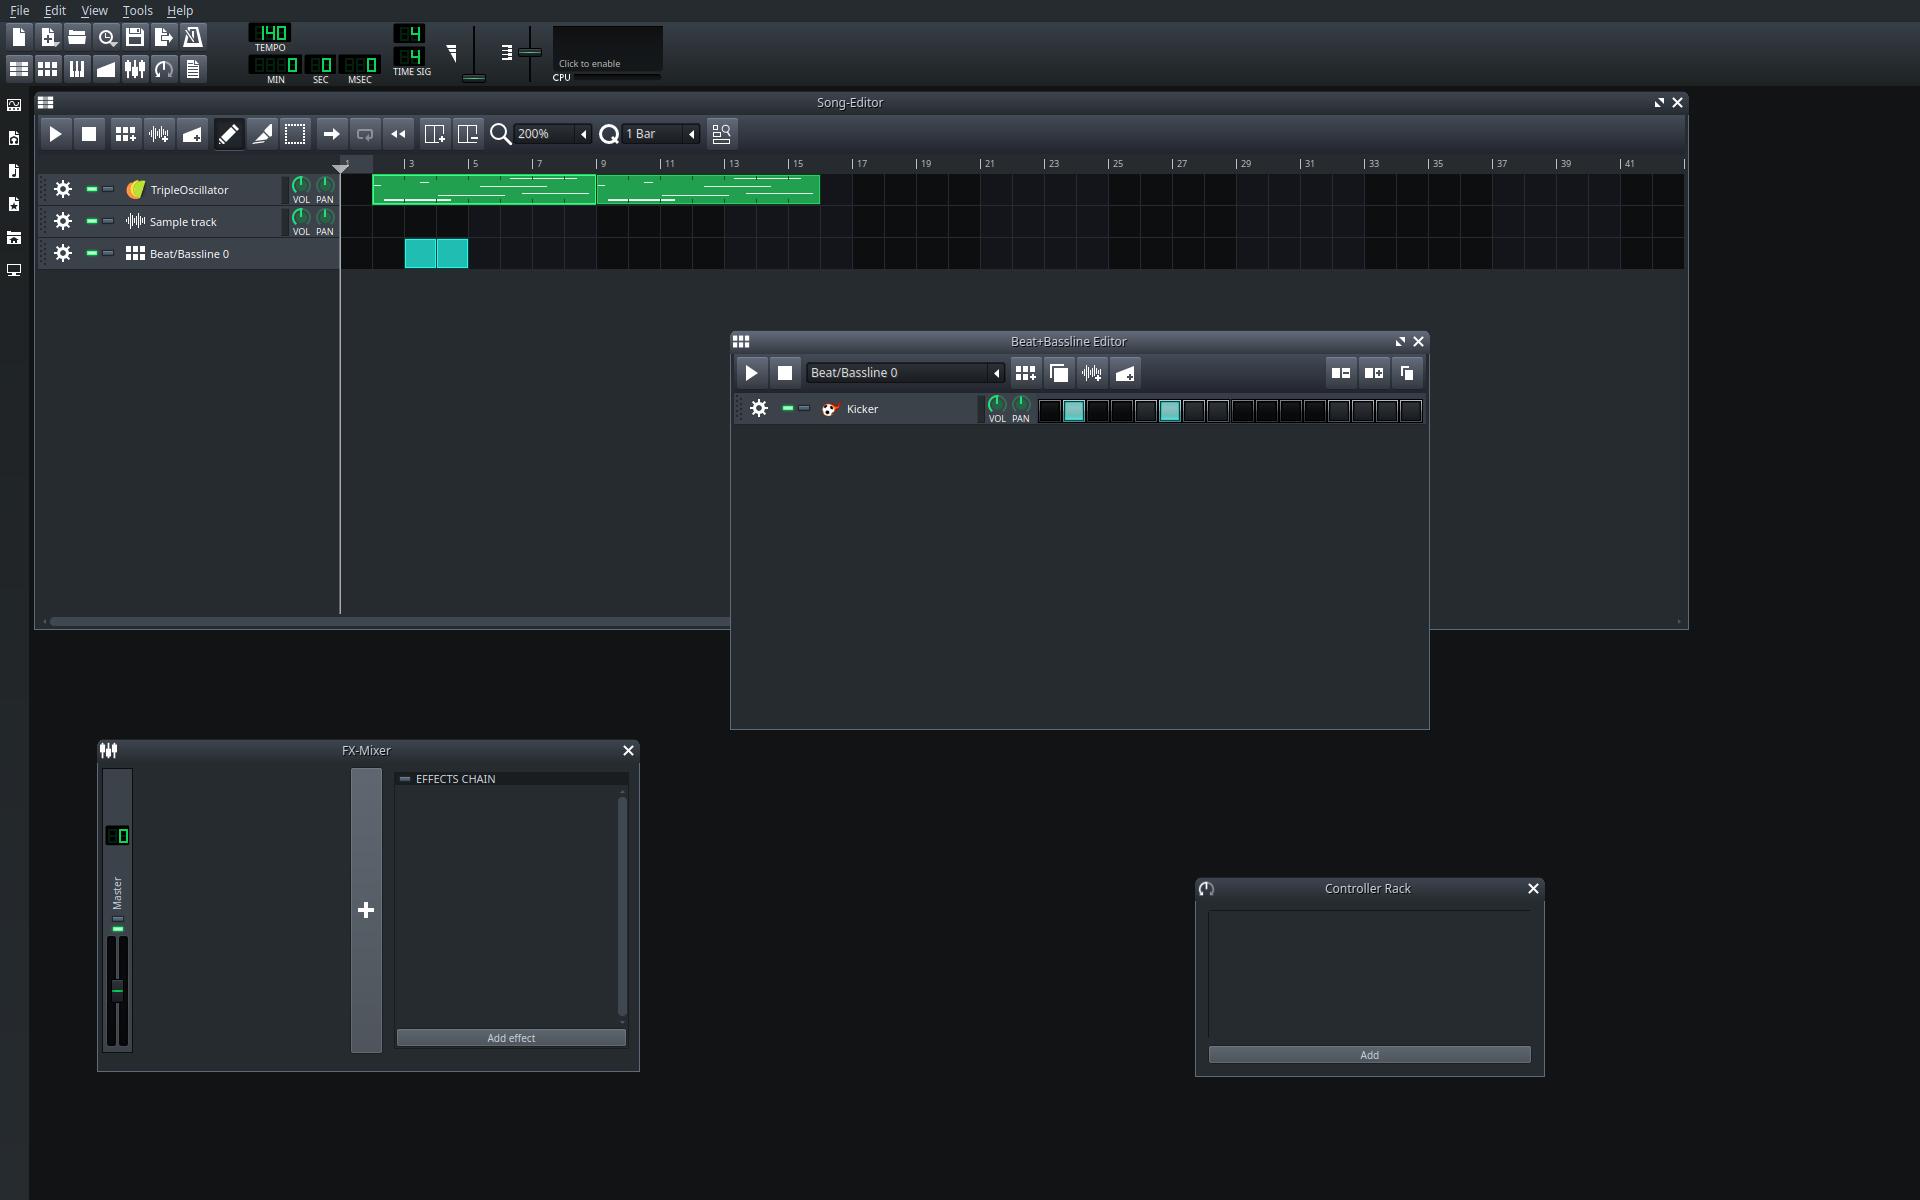 File Edit View Tools Help
140
TEMPO
4
4
TIME SIG
0 0 0
MIN SEC MSEC
Click to enable
CPU
Song-Editor
200% 1 Bar
1 3 5 7 9 11 13 15 17 19 21 23 25 27 29 31 33 35 37 39 41
TripleOscillator
VOL PAN
Sample track
VOL PAN
Beat/Bassline 0
Beat+Bassline Editor
Beat/Bassline 0
Kicker
VOL PAN
FX-Mixer
0
Master
EFFECTS CHAIN
Add effect
Controller Rack
Add